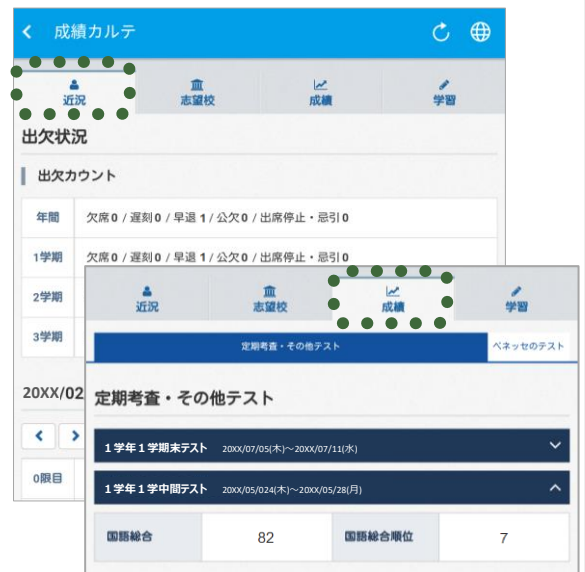 成績カルテ
近況 志望校 成績 学習
出欠状況
出欠カウント
年間 欠席 0 / 遅刻 0 / 早退 1 / 公欠 0 / 出席停止・忌引 0
1学期 欠席 0 / 遅刻 0 / 早退 1 / 公欠 0 / 出席停止・忌引 0
2学期
3学期
20XX/02
0限目
近況 志望校 成績 学習
定期考査・その他テスト ベネッセのテスト
定期考査・その他テスト
1学年1学期末テスト 20XX/07/05(木)～20XX/07/11(水)
1学年1学中間テスト 20XX/05/024(木)～20XX/05/28(月)
国語総合 82 国語総合順位 7